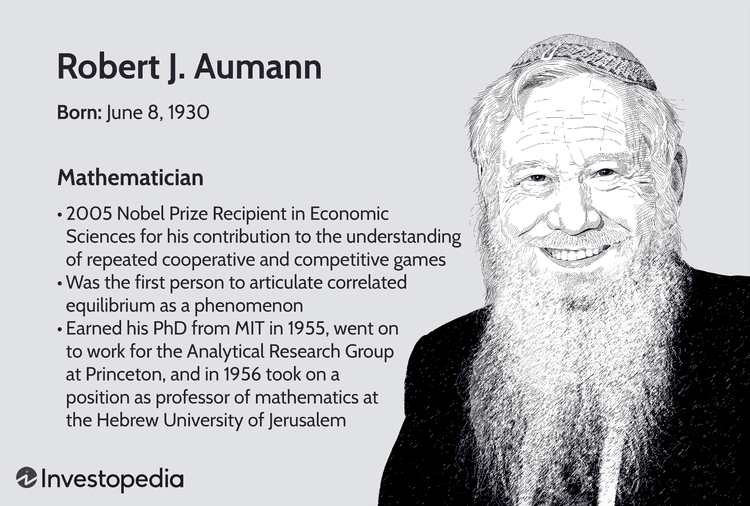 Robert J. Aumann
Born: June 8, 1930
Mathematician
• 2005 Nobel Prize Recipient in Economic
Sciences for his contribution to the understanding
of repeated cooperative and competitive games
• Was the first person to articulate correlated
equilibrium as a phenomenon
• Earned his PhD from MIT in 1955, went on
to work for the Analytical Research Group
at Princeton, and in 1956 took on a
position as professor of mathematics at
the Hebrew University of Jerusalem
Investopedia